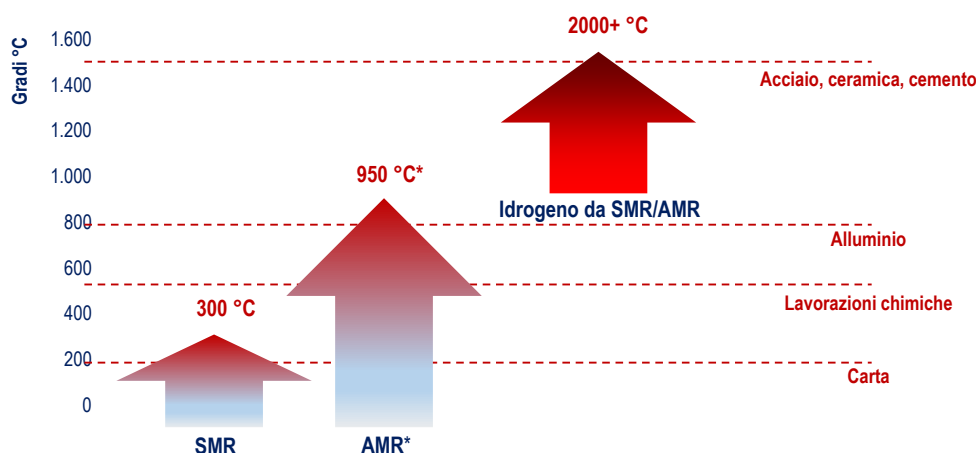 Gradi °C
1.600
1.400
1.200
1.000
800
600
400
200
0
2000+ °C
950 °C*
300 °C
Idrogeno da SMR/AMR
SMR
AMR*
Acciaio, ceramica, cemento
Alluminio
Lavorazioni chimiche
Carta